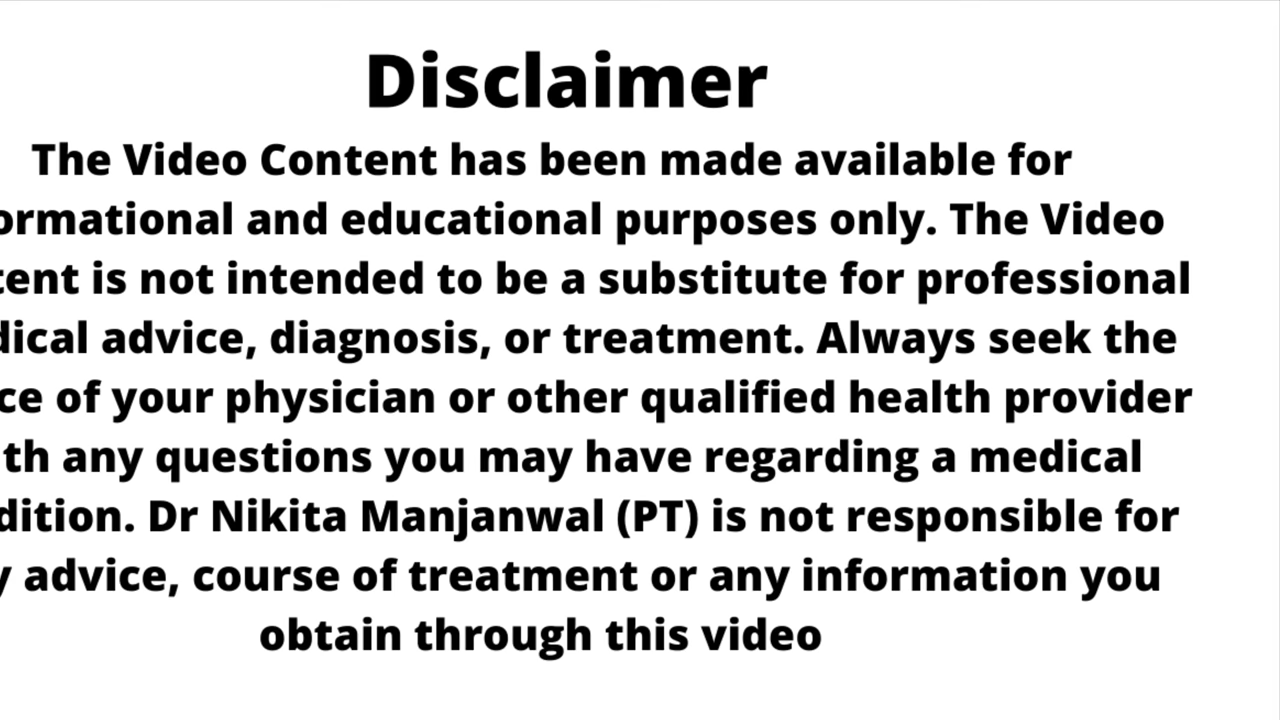 Disclaimer
The Video Content has been made available for
ormational and educational purposes only. The Video
tent is not intended to be a substitute for professional
dical advice, diagnosis, or treatment. Always seek the
ce of your physician or other qualified health provider
th any questions you may have regarding a medical
dition. Dr Nikita Manjanwal (PT) is not responsible for
y advice, course of treatment or any information you
obtain through this video